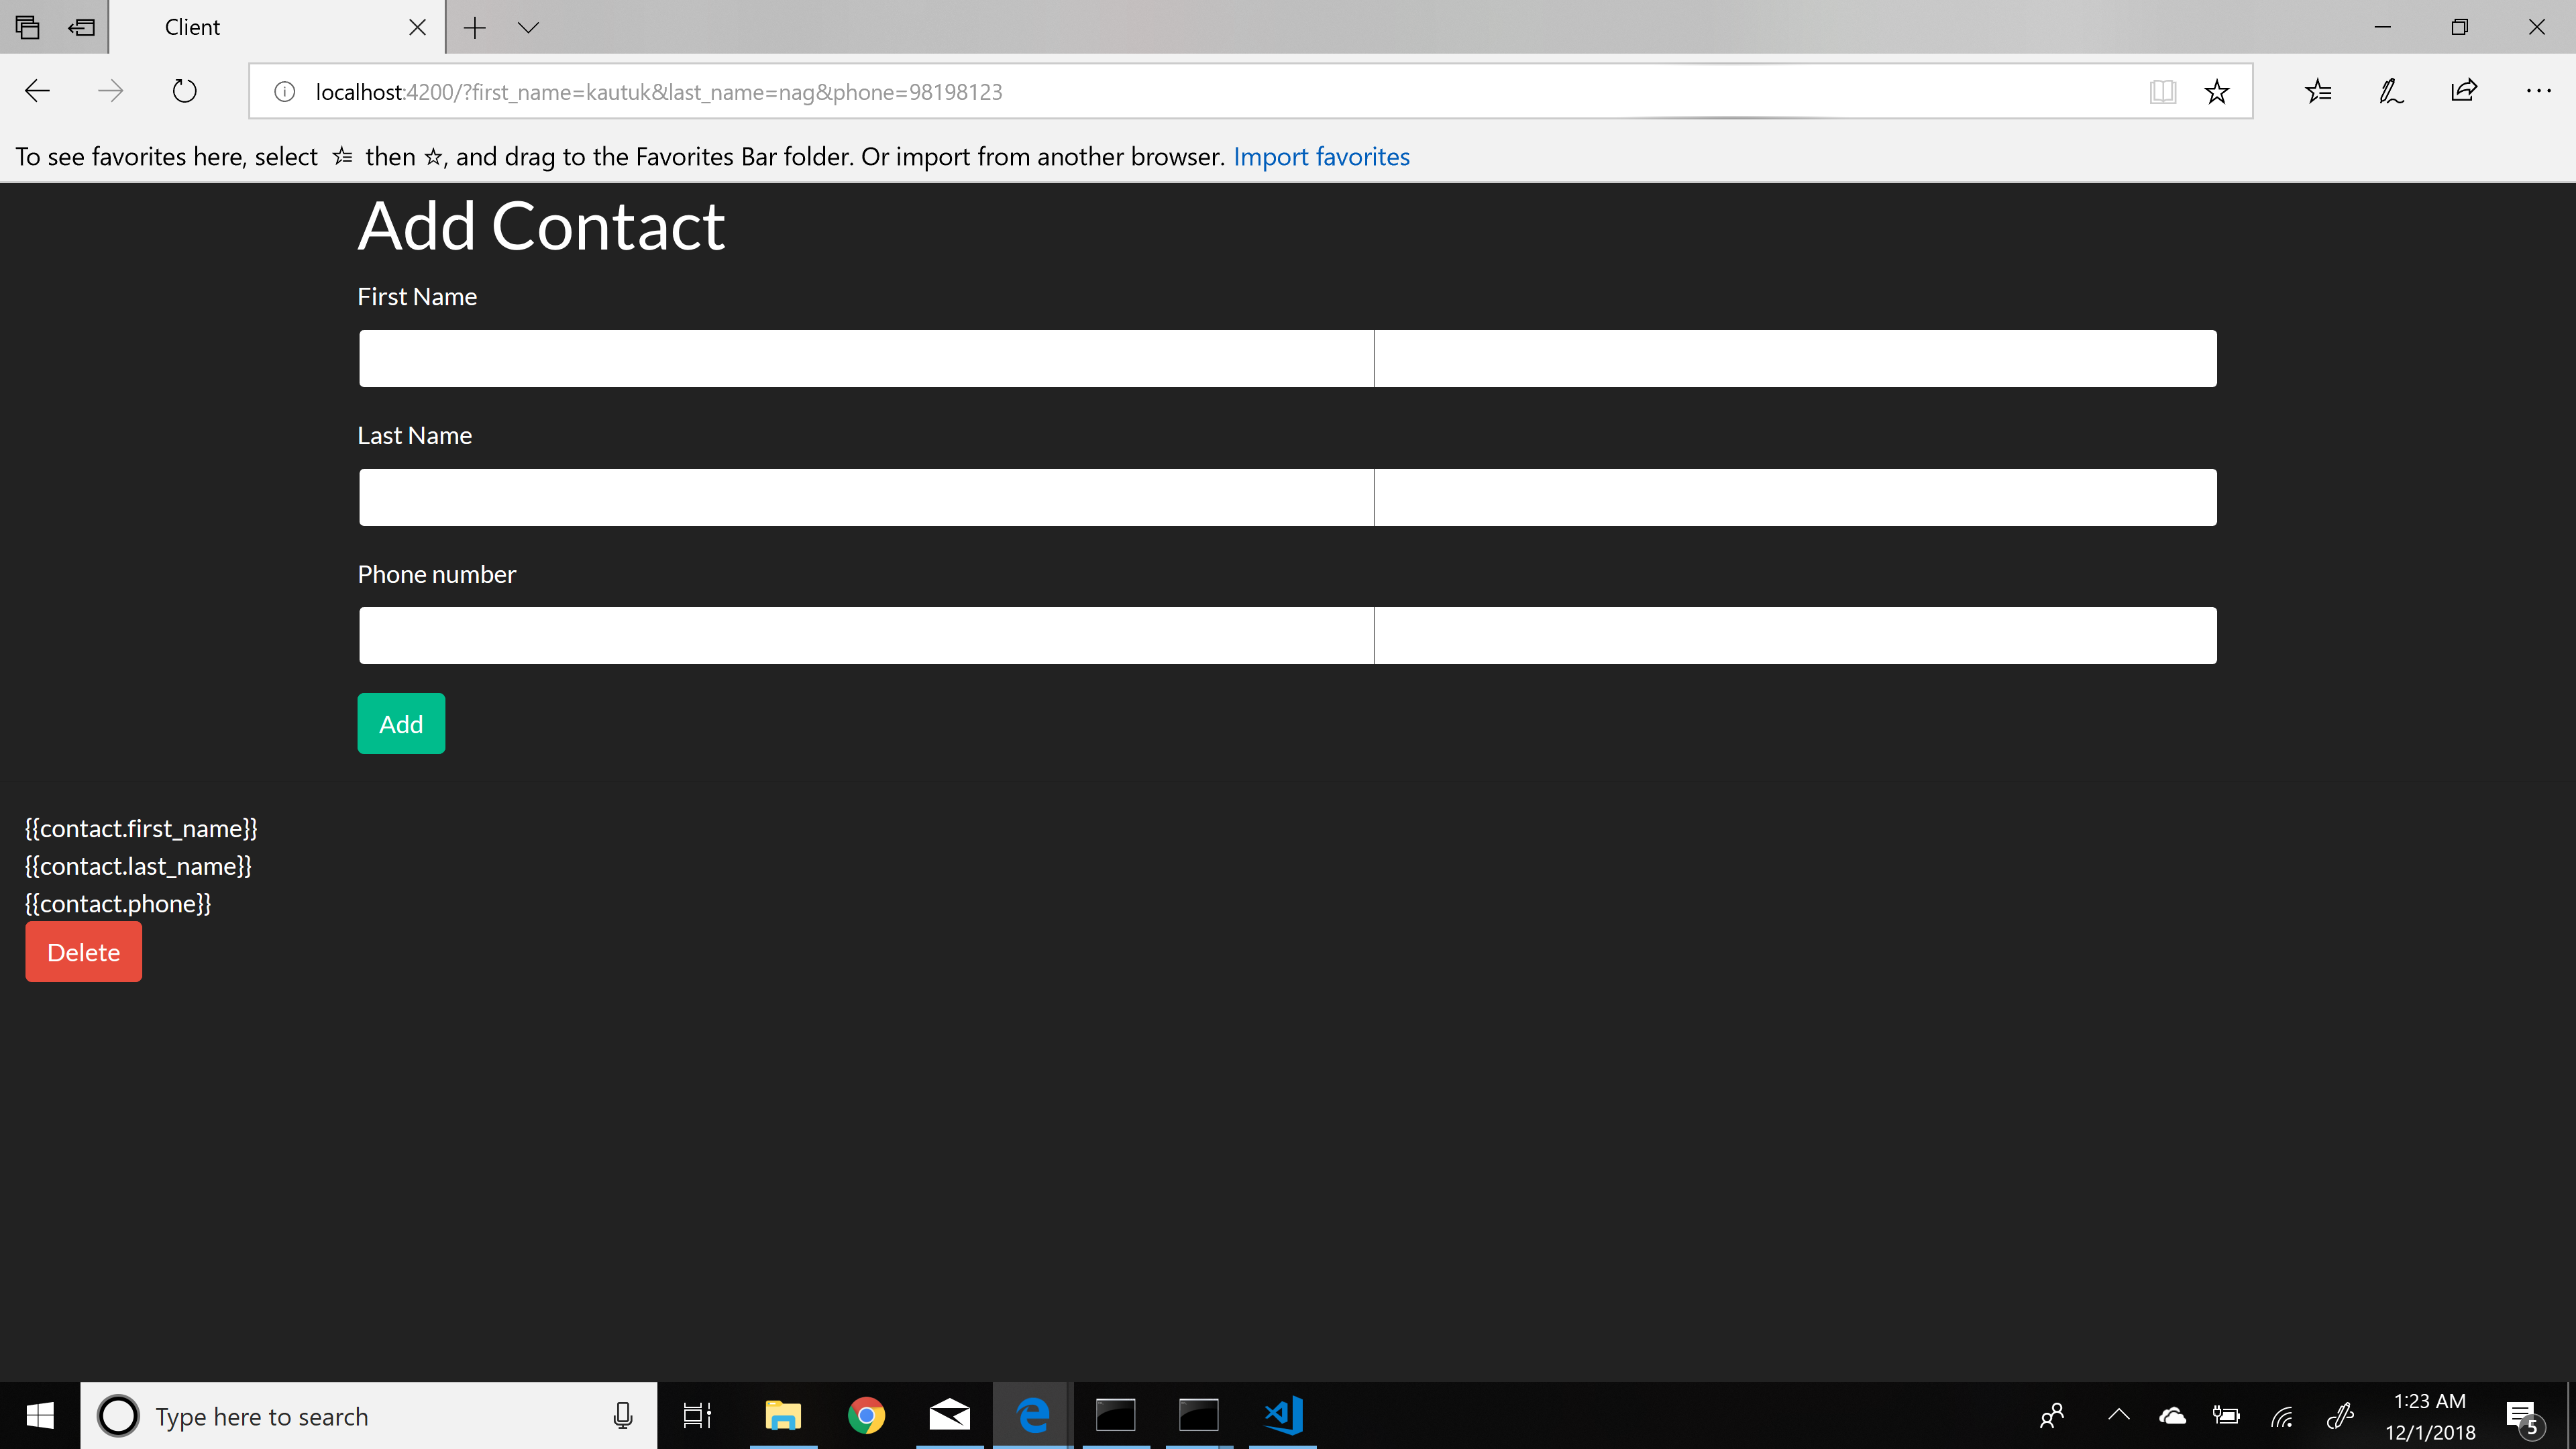 Client
localhost:4200/?first_name=kautuk&last_name=nag&phone=98198123
To see favorites here, select then , and drag to the Favorites Bar folder. Or import from another browser. Import favorites
Add Contact
First Name
Last Name
Phone number
Add
{{contact.first_name}}
{{contact.last_name}}
{{contact.phone}}
Delete
Type here to search
1:23 AM
12/1/2018
5